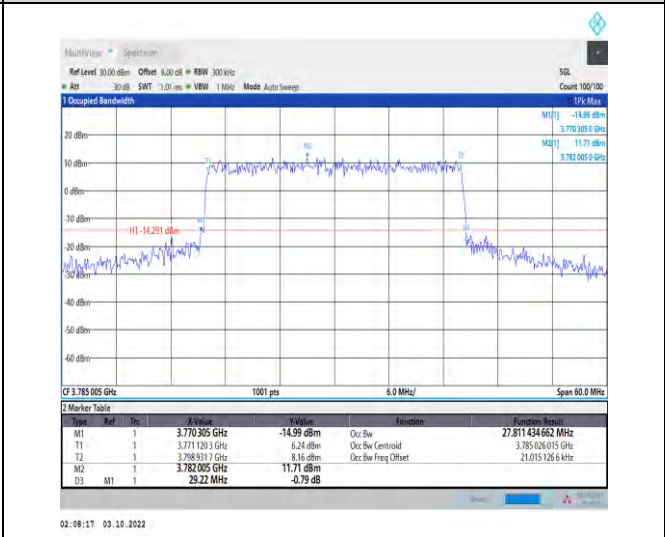 MultiView Spectrum
Ref Level 30.00 dBm Offset 8.00 dB RBW 300 kHz SGL
Att 30 dB SWT 1.01 ms VBW 1 MHz Mode Auto Sweep Count 100/100
1 Occupied Bandwidth 1Pk Max
M1[1] -14.99 dBm
3.770 305 0 GHz
20 dBm M2[1] 11.71 dBm
3.782 005 0 GHz
M2
T1 T2
10 dBm
0 dBm
-10 dBm
H1 -14.291 dBm
-20 dBm
-30 dBm
-40 dBm
-50 dBm
-60 dBm
CF 3.785 005 GHz 1001 pts 6.0 MHz/ Span 60.0 MHz
2 Marker Table
Type Ref Trc X-Value Y-Value Function Function Result
M1 1 3.770 305 GHz -14.99 dBm Occ Bw 27.811 434 662 MHz
T1 1 3.771 120 3 GHz 6.24 dBm Occ Bw Centroid 3.785 026 015 GHz
T2 1 3.798 931 7 GHz 8.16 dBm Occ Bw Freq Offset 21.015 126 6 kHz
M2 1 3.782 005 GHz 11.71 dBm
D3 M1 1 29.22 MHz -0.79 dB
02:08:17 03.10.2022